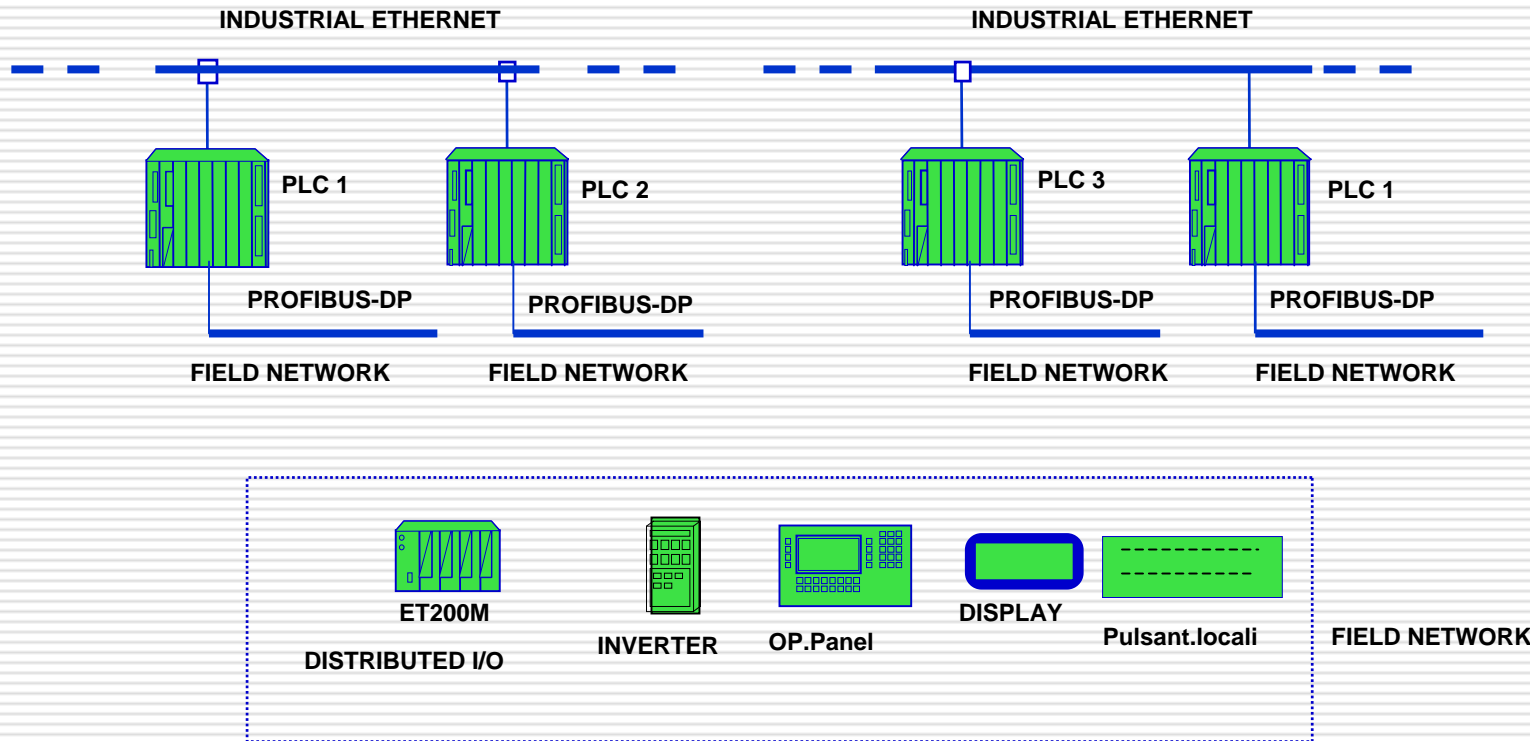 INDUSTRIAL ETHERNET
INDUSTRIAL ETHERNET
PLC 1
PLC 2
PLC 3
PLC 1
PROFIBUS-DP
PROFIBUS-DP
PROFIBUS-DP
PROFIBUS-DP
FIELD NETWORK
FIELD NETWORK
FIELD NETWORK
FIELD NETWORK
ET200M
DISTRIBUTED I/O
INVERTER
OP.Panel
DISPLAY
Pulsant.locali
FIELD NETWORK